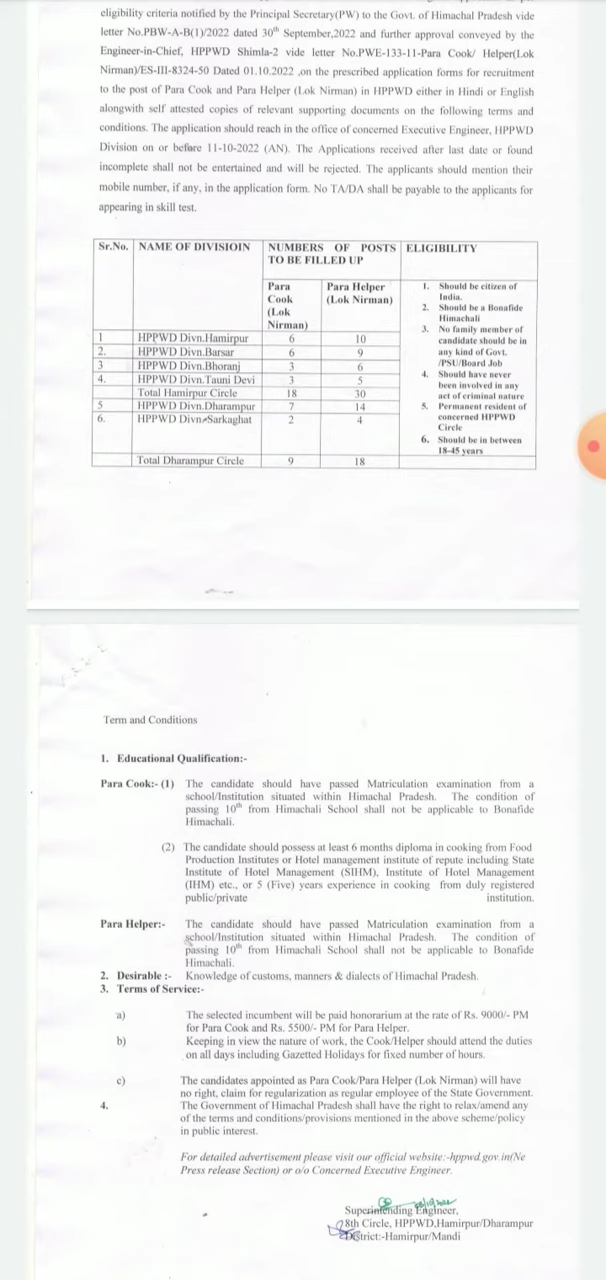 eligibility criteria notified by the Principal Secretary(PW) to the Govt. of Himachal Pradesh vide
letter No.PBW-A-B(1)/2022 dated 30th September,2022 and further approval conveyed by the
Engineer-in-Chief, HPPWD Shimla-2 vide letter No.PWE-133-11-Para Cook/ Helper(Lok
Nirman)/ES-III-8324-50 Dated 01.10.2022 ,on the prescribed application forms for recruitment
to the post of Para Cook and Para Helper (Lok Nirman) in HPPWD either in Hindi or English
alongwith self attested copies of relevant supporting documents on the following terms and
conditions. The application should reach in the office of concerned Executive Engineer, HPPWD
Division on or before 11-10-2022 (AN). The Applications received after last date or found
incomplete shall not be entertained and will be rejected. The applicants should mention their
mobile number, if any, in the application form. No TA/DA shall be payable to the applicants for
appearing in skill test.
Sr.No. NAME OF DIVISIOIN NUMBERS OF POSTS TO BE FILLED UP ELIGIBILITY
Para Cook (Lok Nirman) Para Helper (Lok Nirman)
1 HPPWD Divn.Hamirpur 6 10
2. HPPWD Divn.Barsar 6 9
3 HPPWD Divn.Bhoranj 3 6
4. HPPWD Divn.Tauni Devi 3 5
Total Hamirpur Circle 18 30
5 HPPWD Divn.Dharampur 7 14
6. HPPWD Divn.Sarkaghat 2 4
Total Dharampur Circle 9 18
1. Should be citizen of
India.
2. Should be a Bonafide
Himachali
3. No family member of
candidate should be in
any kind of Govt.
/PSU/Board Job
4. Should have never
been involved in any
act of criminal nature
5. Permanent resident of
concerned HPPWD
Circle
6. Should be in between
18-45 years
Term and Conditions
1. Educational Qualification:-
Para Cook:- (1) The candidate should have passed Matriculation examination from a
school/Institution situated within Himachal Pradesh. The condition of
passing 10th from Himachali School shall not be applicable to Bonafide
Himachali.
(2) The candidate should possess at least 6 months diploma in cooking from Food
Production Institutes or Hotel management institute of repute including State
Institute of Hotel Management (SIHM), Institute of Hotel Management
(IHM) etc., or 5 (Five) years experience in cooking from duly registered
public/private institution.
Para Helper:- The candidate should have passed Matriculation examination from a
school/Institution situated within Himachal Pradesh. The condition of
passing 10th from Himachali School shall not be applicable to Bonafide
Himachali.
2. Desirable :- Knowledge of customs, manners & dialects of Himachal Pradesh.
3. Terms of Service:-
a) The selected incumbent will be paid honorarium at the rate of Rs. 9000/- PM
for Para Cook and Rs. 5500/- PM for Para Helper.
b) Keeping in view the nature of work, the Cook/Helper should attend the duties
on all days including Gazetted Holidays for fixed number of hours.
c) The candidates appointed as Para Cook/Para Helper (Lok Nirman) will have
no right, claim for regularization as regular employee of the State Government.
4. The Government of Himachal Pradesh shall have the right to relax/amend any
of the terms and conditions/provisions mentioned in the above scheme/policy
in public interest.
For detailed advertisement please visit our official website:-hppwd.gov.in(Ne
Press release Section) or o/o Concerned Executive Engineer.
Superintending Engineer,
8th Circle, HPPWD,Hamirpur/Dharampur
District:-Hamirpur/Mandi